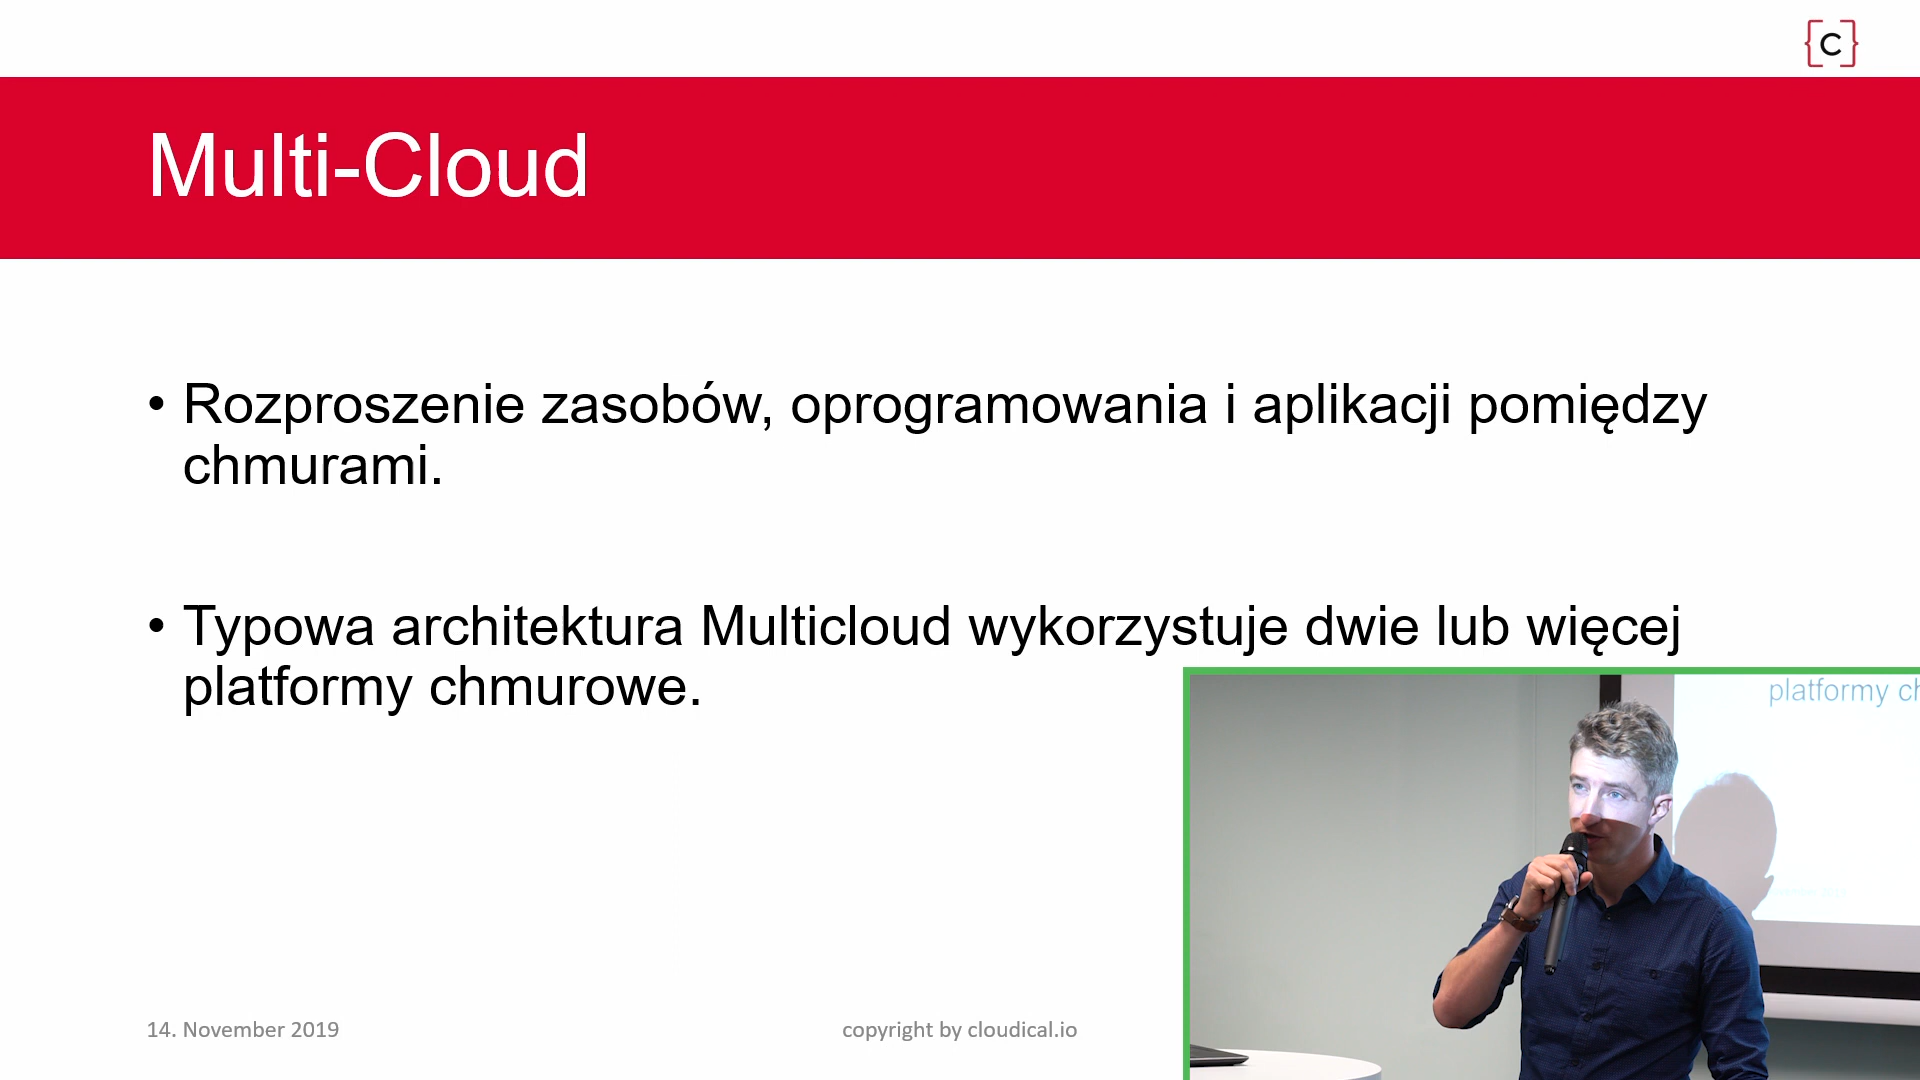 {C}
Multi-Cloud
• Rozproszenie zasobów, oprogramowania i aplikacji pomiędzy
chmurami.
• Typowa architektura Multicloud wykorzystuje dwie lub więcej
platformy chmurowe.
platformy ch
14. November 2019
copyright by cloudical.io